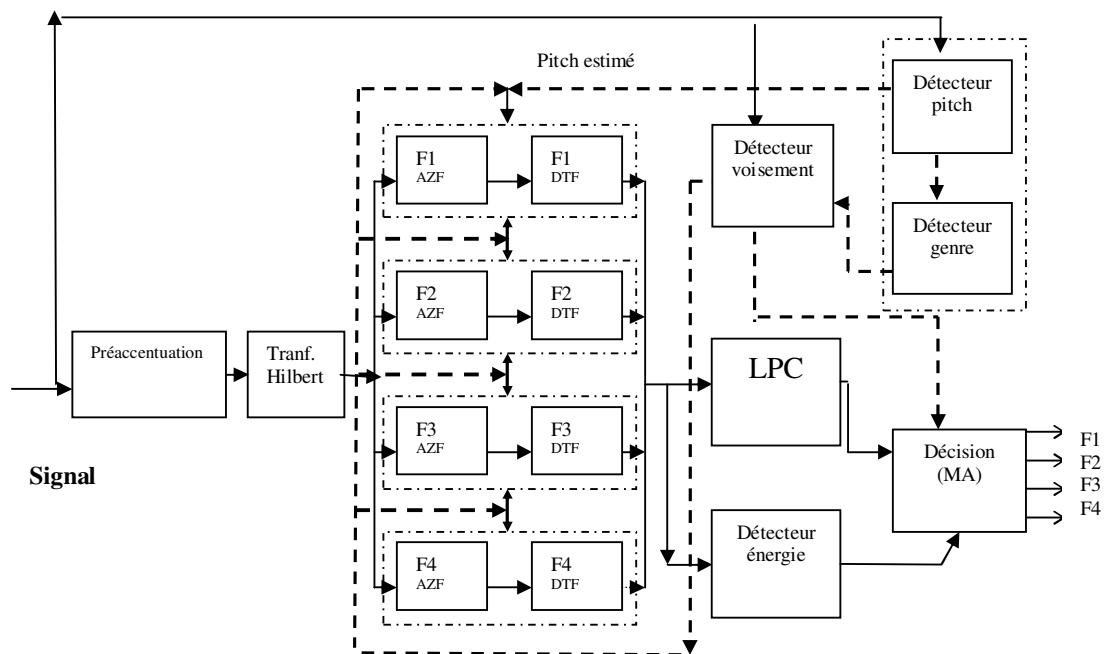 Pitch estimé
Détecteur
pitch
Détecteur
voisement
Détecteur
genre
F1
AZF
F1
DTF
F2
AZF
F2
DTF
Préaccentuation
Tranf.
Hilbert
LPC
F3
AZF
F3
DTF
Signal
Décision
(MA)
F1
F2
F3
F4
Détecteur
énergie
F4
AZF
F4
DTF